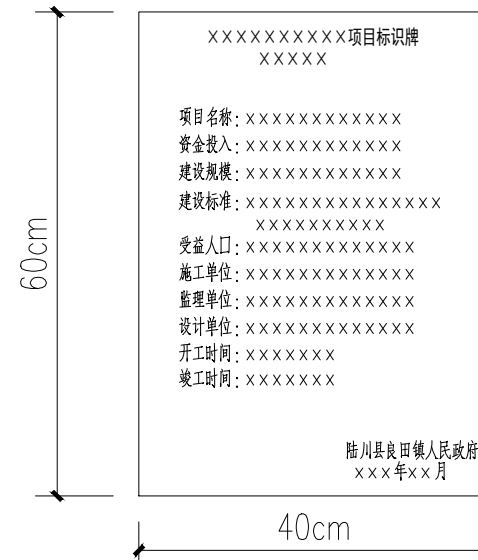 ××××××××××项目标识牌
×××××
项目名称：××××××××××××
资金投入：××××××××××××
建设规模：××××××××××××
建设标准：×××××××××××××××
××××××××××
受益人口：×××××××××××××
施工单位：×××××××××××××
监理单位：×××××××××××××
设计单位：×××××××××××××
开工时间：×××××××
竣工时间：×××××××
陆川县良田镇人民政府
×××年××月
60cm
40cm